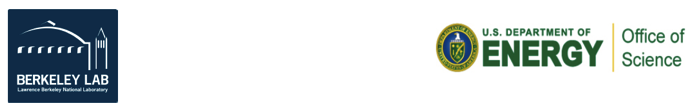 BERKELEY LAB
Lawrence Berkeley National Laboratory
U.S. DEPARTMENT OF
ENERGY
Office of
Science